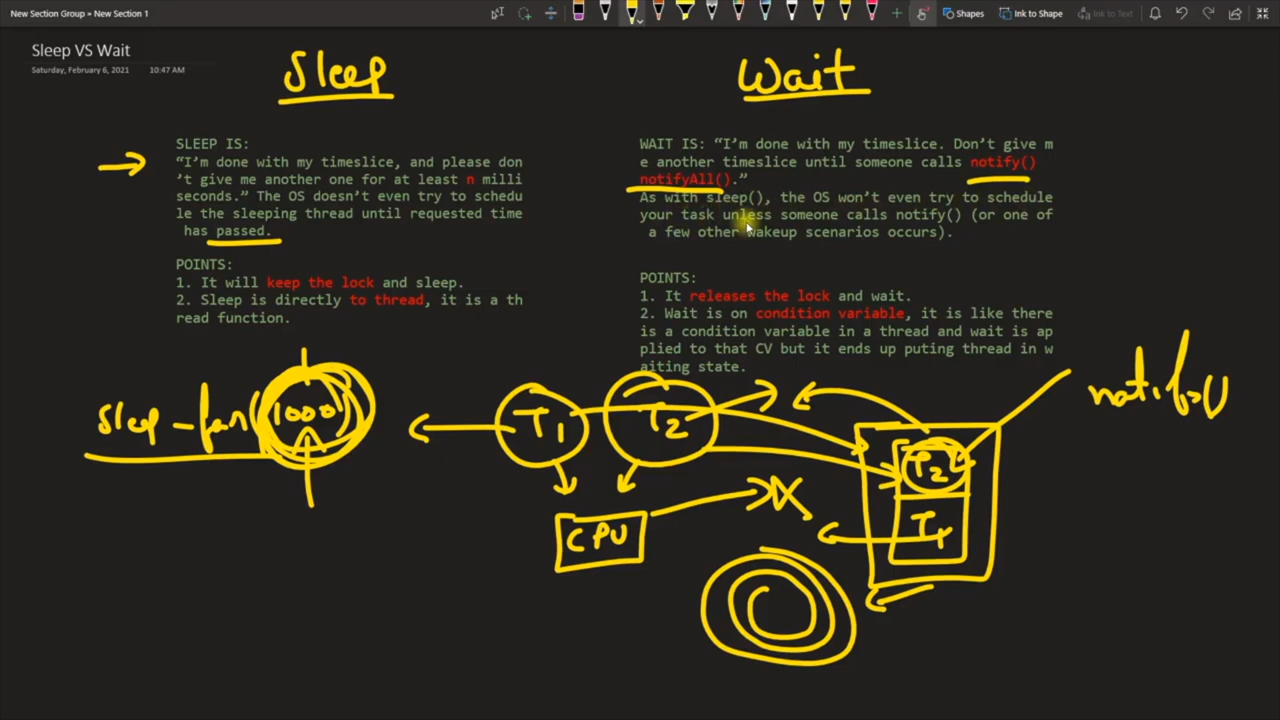 New Section Group » New Section 1
Shapes
Ink to Shape
Ink to Text
Sleep VS Wait
Saturday, February 6, 2021 10:47 AM
Sleep
Wait
SLEEP IS:
“I’m done with my timeslice, and please don
’t give me another one for at least n milli
seconds.” The OS doesn’t even try to schedu
le the sleeping thread until requested time
has passed.
POINTS:
1. It will keep the lock and sleep.
2. Sleep is directly to thread, it is a th
read function.
WAIT IS: “I’m done with my timeslice. Don’t give m
e another timeslice until someone calls notify()
notifyAll().”
As with sleep(), the OS won’t even try to schedule
your task unless someone calls notify() (or one of
a few other wakeup scenarios occurs).
POINTS:
1. It releases the lock and wait.
2. Wait is on condition variable, it is like there
is a condition variable in a thread and wait is ap
plied to that CV but it ends up puting thread in w
aiting state.
T1
T2
notify()
1000)
T2
T1
CPU